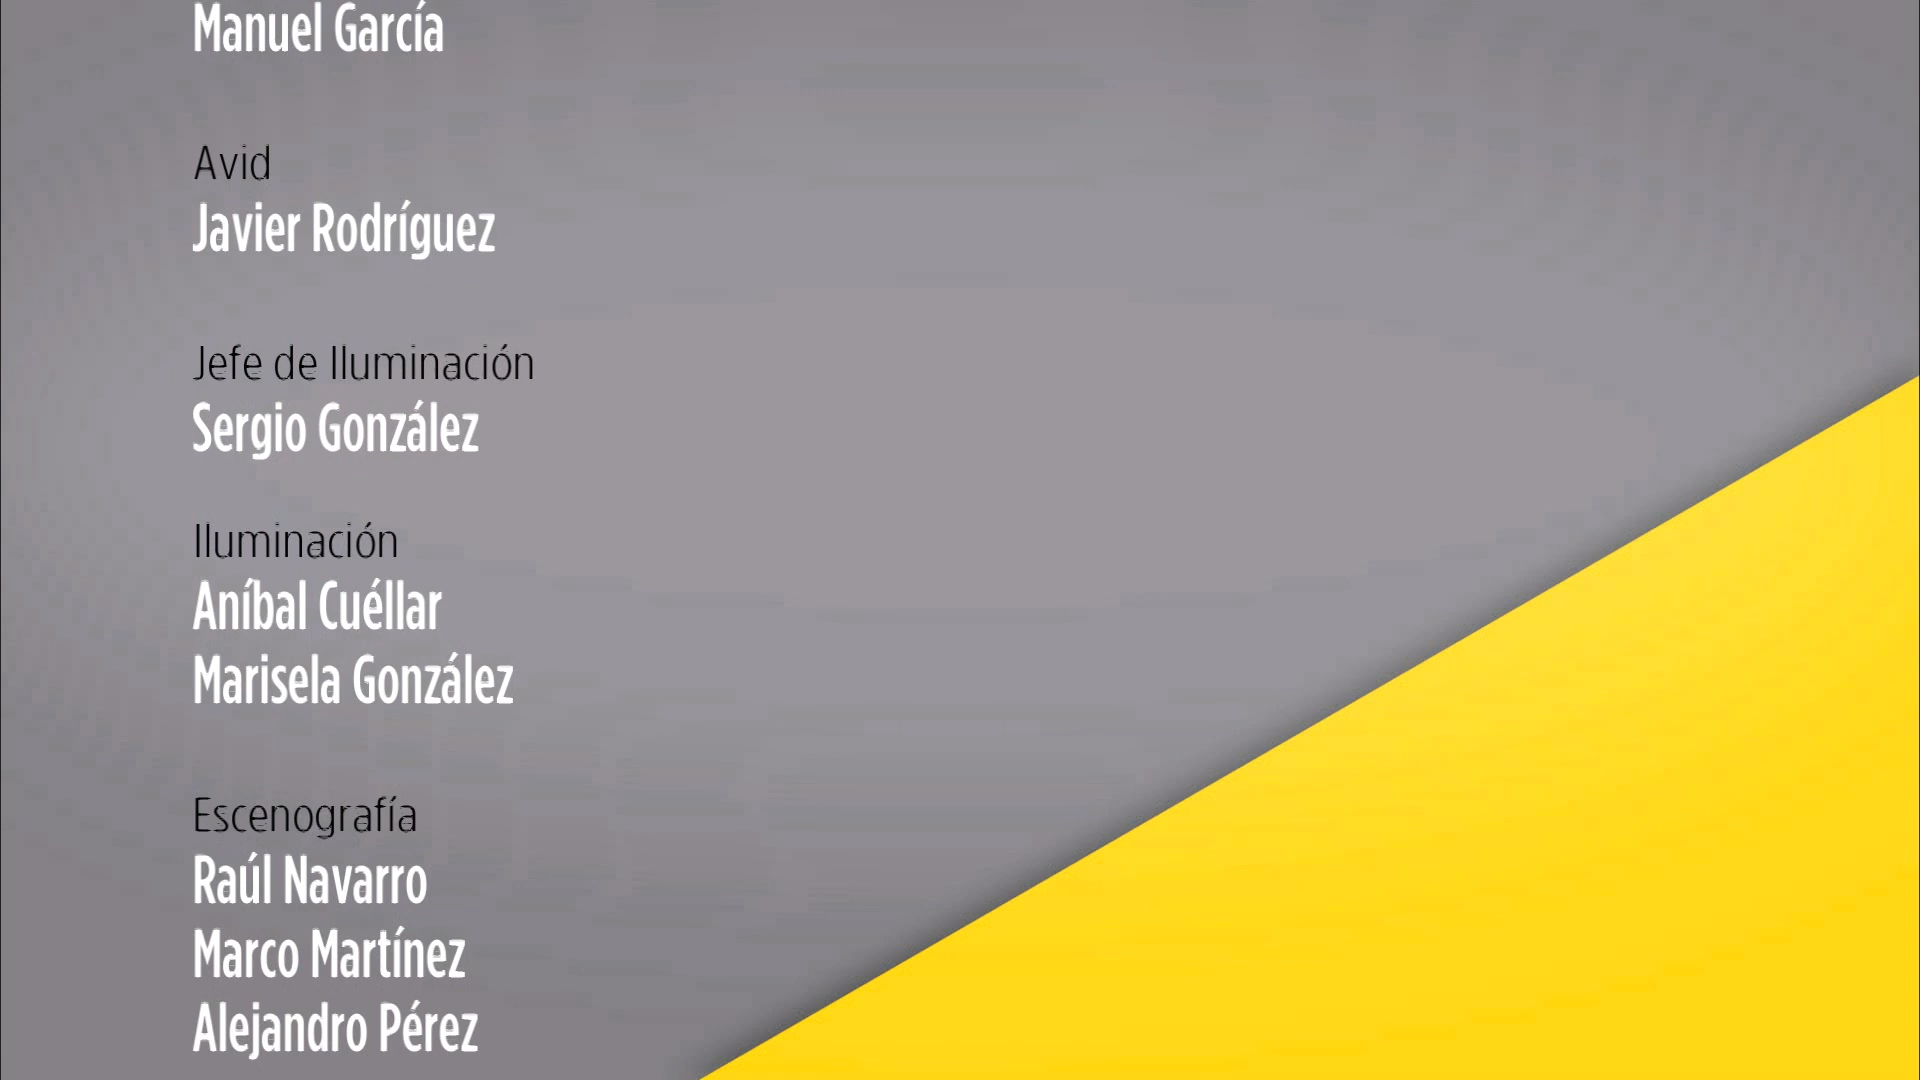 Manuel García
Avid
Javier Rodríguez
Jefe de Iluminación
Sergio González
Iluminación
Aníbal Cuéllar
Marisela González
Escenografía
Raúl Navarro
Marco Martínez
Alejandro Pérez